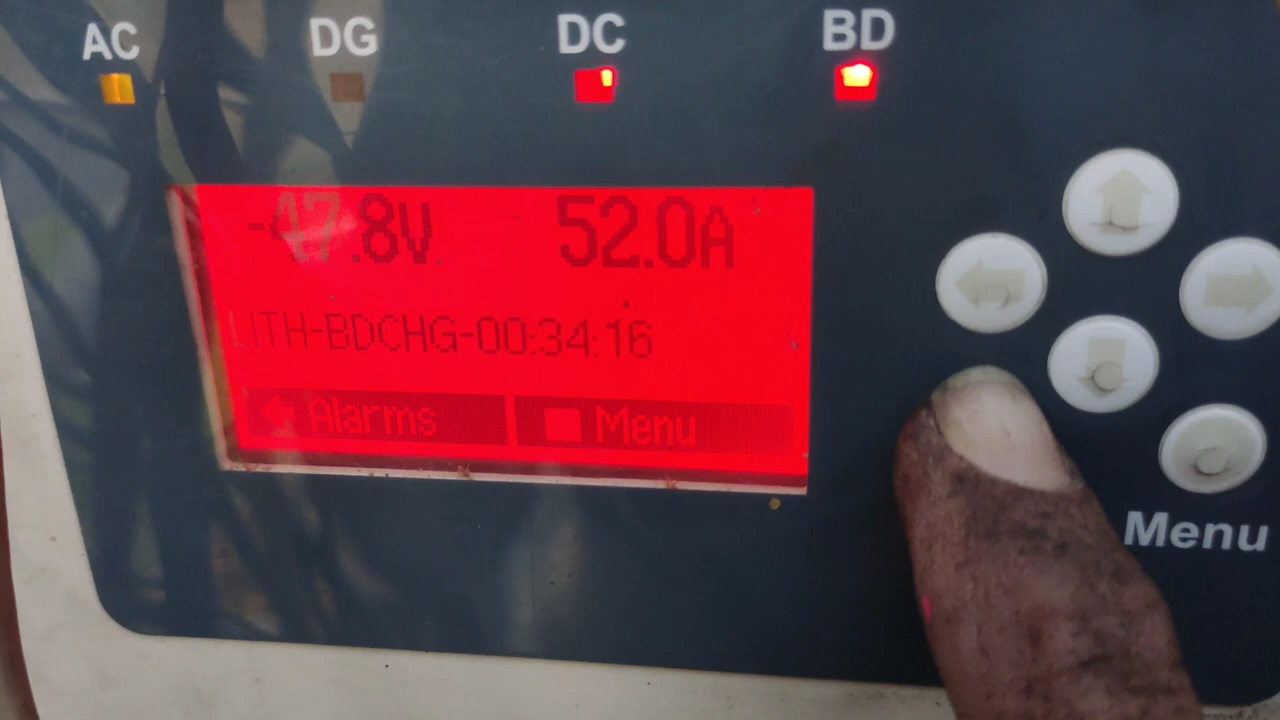 AC DG DC BD
-47.8V 52.0A
LITH-BDCHG-00:34:16
Alarms Menu
Menu